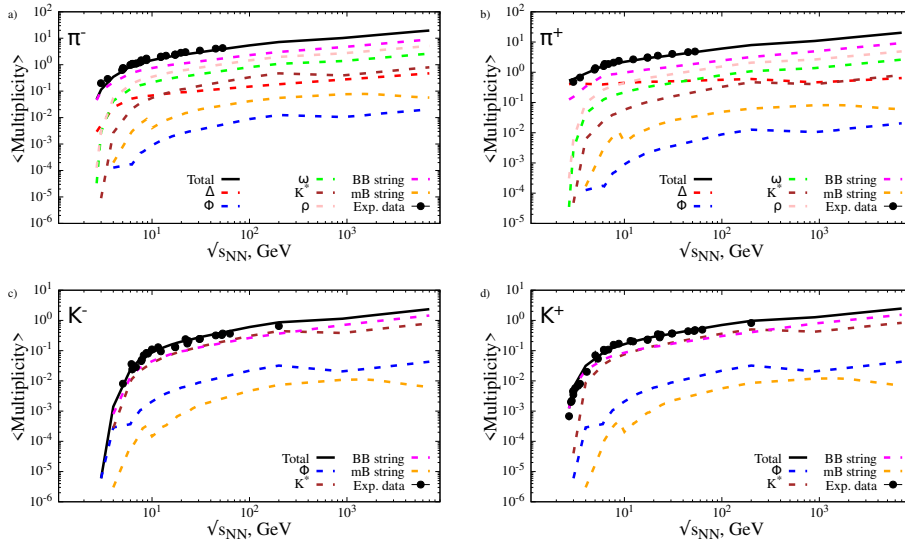 a)
π⁻
<Multiplicity>
10²
10¹
10⁰
10⁻¹
10⁻²
10⁻³
10⁻⁴
10⁻⁵
10⁻⁶
Total
Δ
Φ
ω
K*
ρ
BB string
mB string
Exp. data
10¹ 10² 10³
√sNN, GeV
b)
π⁺
<Multiplicity>
10²
10¹
10⁰
10⁻¹
10⁻²
10⁻³
10⁻⁴
10⁻⁵
Total
Δ
Φ
ω
K*
ρ
BB string
mB string
Exp. data
10¹ 10² 10³
√sNN, GeV
c)
K⁻
<Multiplicity>
10¹
10⁰
10⁻¹
10⁻²
10⁻³
10⁻⁴
10⁻⁵
10⁻⁶
Total
Φ
K*
BB string
mB string
Exp. data
10¹ 10² 10³
√sNN, GeV
d)
K⁺
<Multiplicity>
10¹
10⁰
10⁻¹
10⁻²
10⁻³
10⁻⁴
10⁻⁵
10⁻⁶
Total
Φ
K*
BB string
mB string
Exp. data
10¹ 10² 10³
√sNN, GeV